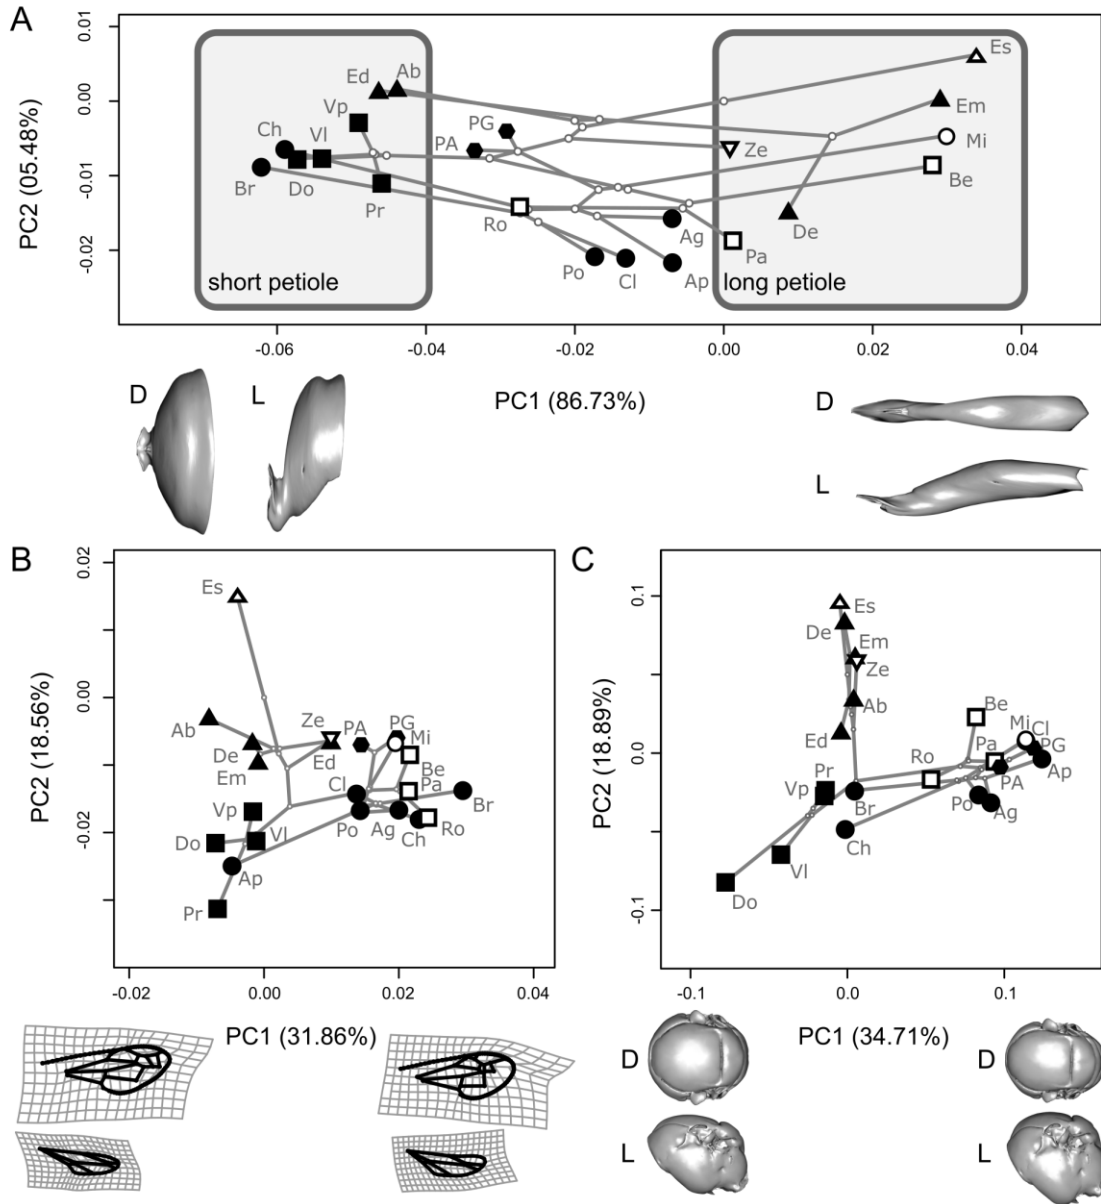 A
PC2 (05.48%)
0.01
0.00
-0.01
-0.02
Es
Ed Ab
Em
Vp
PG
Ch Vl
PA
Ze
Mi
Be
Br Do
Pr
Ro
Ag
De
Pa
Po Cl Ap
short petiole
long petiole
-0.06 -0.04 -0.02 0.00 0.02 0.04
D L
PC1 (86.73%)
D
L
B
PC2 (18.56%)
0.02
0.00
-0.02
Es
Ab
Ze
PA
PG
Mi
De
Ed
Em
Be
Cl
Pa
Br
Vp
Do
Vl
Po Ag
Ch
Ro
Ap
Pr
-0.02 0.00 0.02 0.04
PC1 (31.86%)
C
PC2 (18.89%)
0.1
0.0
-0.1
Es
De
Em
Ze
Ab
Be
Ed
Mi
Cl
Pa
PG
Ro
Ap
Pr
PA
Vp
Br
Po
Ag
Ch
Vl
Do
-0.1 0.0 0.1
PC1 (34.71%)
D
D
L
L